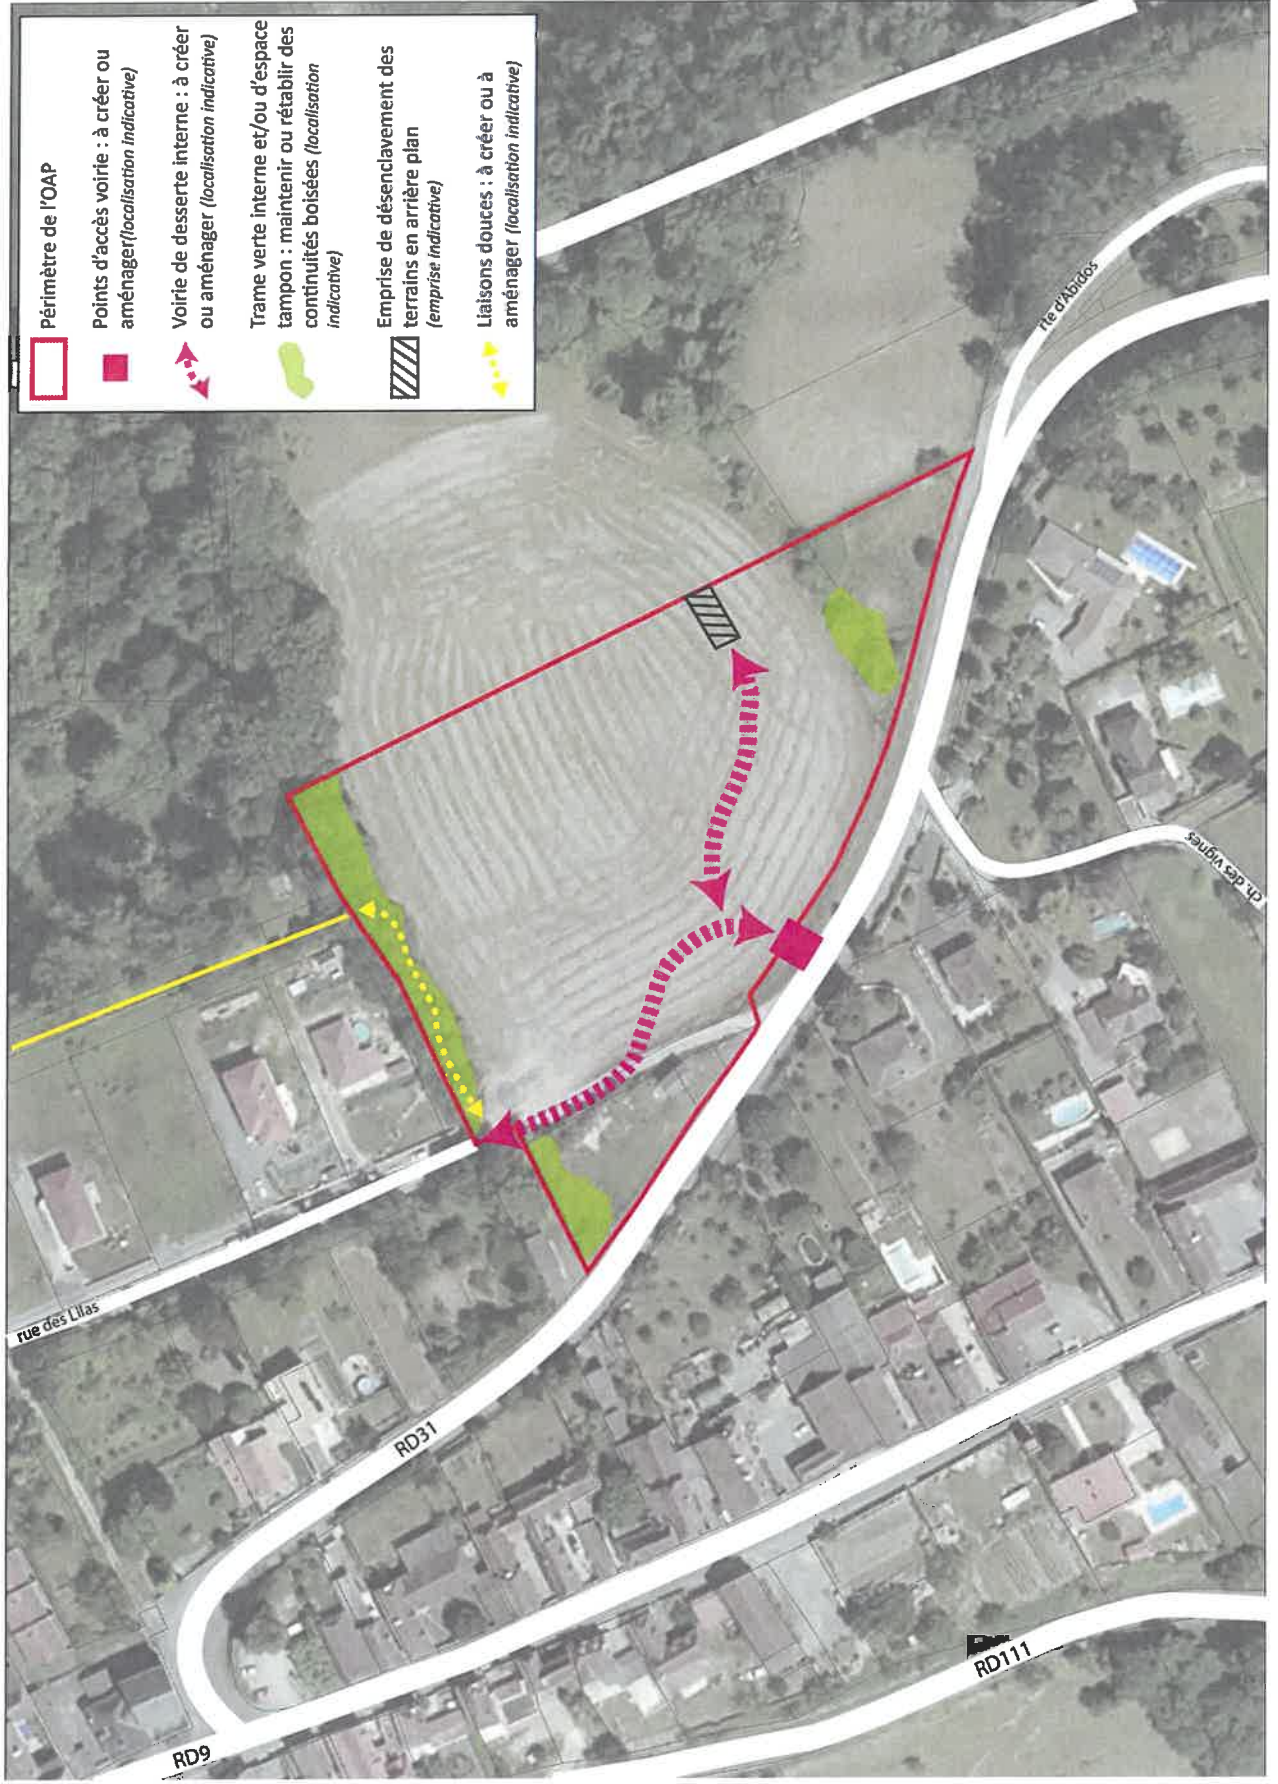 Périmètre de l'OAP
Points d'accès voirie : à créer ou
aménager(localisation indicative)
Voirie de desserte interne : à créer
ou aménager (localisation indicative)
Trame verte interne et/ou d'espace
tampon : maintenir ou rétablir des
continuités boisées (localisation
indicative)
Emprise de désenclavement des
terrains en arrière plan
(emprise indicative)
Liaisons douces : à créer ou à
aménager (localisation indicative)
rte d'Abidos
ch. des vignes
rue des Lilas
RD31
RD9
RD111